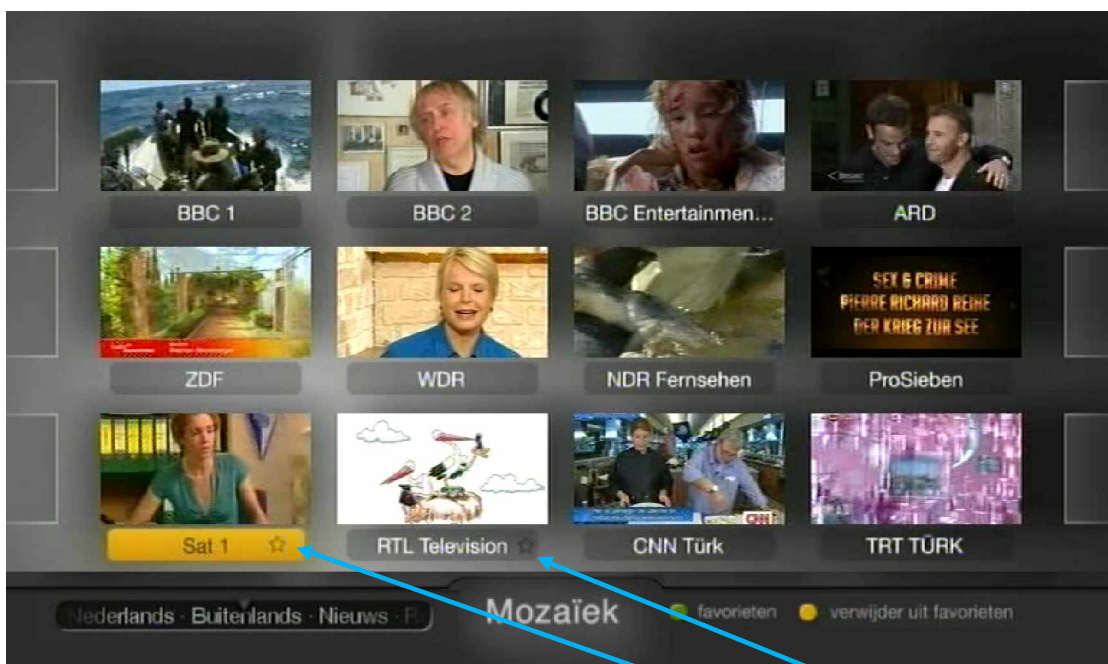 BBC 1
BBC 2
BBC Entertainmen...
ARD
ZDF
WDR
NDR Fernsehen
SEX & CRIME
PIERRE RICHARD REIHE
DER KRIEG ZUR SEE
ProSieben
CNN
Sat 1
RTL Television
CNN Türk
TRT TÜRK
Nederlands · Buitenlands · Nieuws · R
Mozaïek
favorieten
verwijder uit favorieten